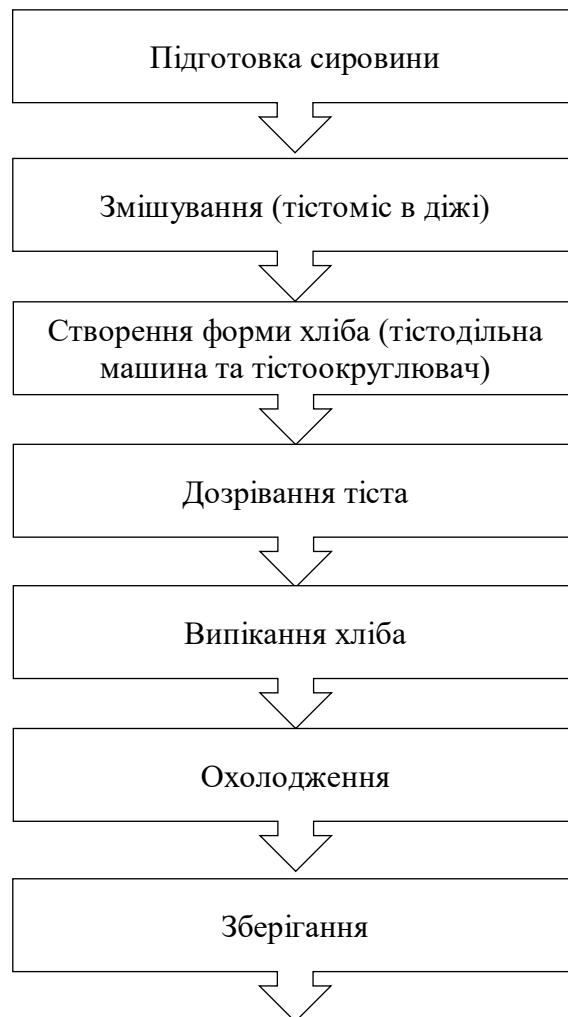 Підготовка сировини
Змішування (тістоміс в діжі)
Створення форми хліба (тістодільна
машина та тістоокруглювач)
Дозрівання тіста
Випікання хліба
Охолодження
Зберігання